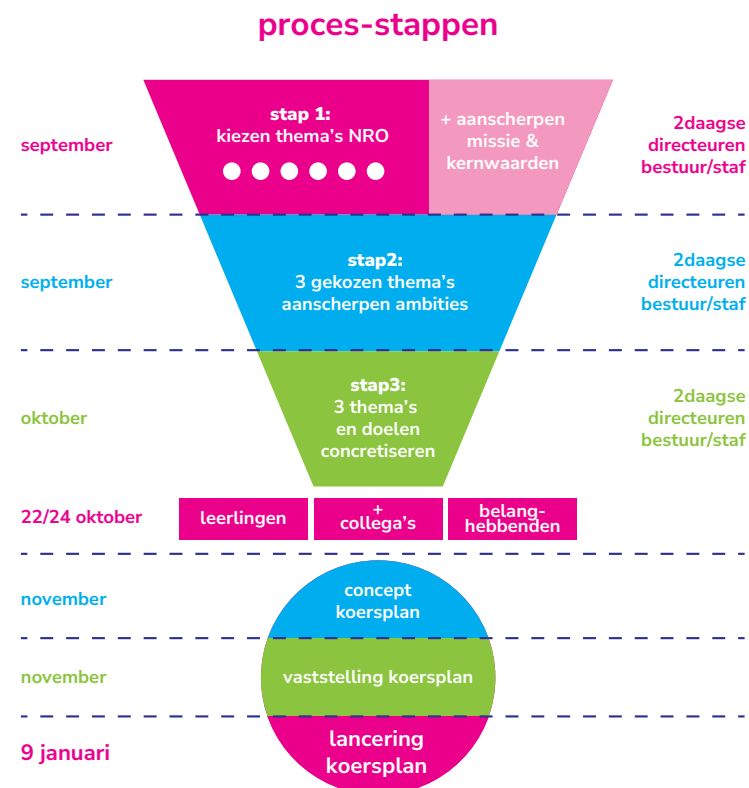 proces-stappen
september
stap 1:
kiezen thema's NRO
+ aanscherpen
missie &
kernwaarden
2daagse
directeuren
bestuur/staf
september
stap2:
3 gekozen thema's
aanscherpen ambities
2daagse
directeuren
bestuur/staf
oktober
stap3:
3 thema's
en doelen
concretiseren
2daagse
directeuren
bestuur/staf
22/24 oktober
leerlingen
+
collega's
belang-
hebbenden
november
concept
koersplan
november
vaststelling koersplan
9 januari
lancering
koersplan